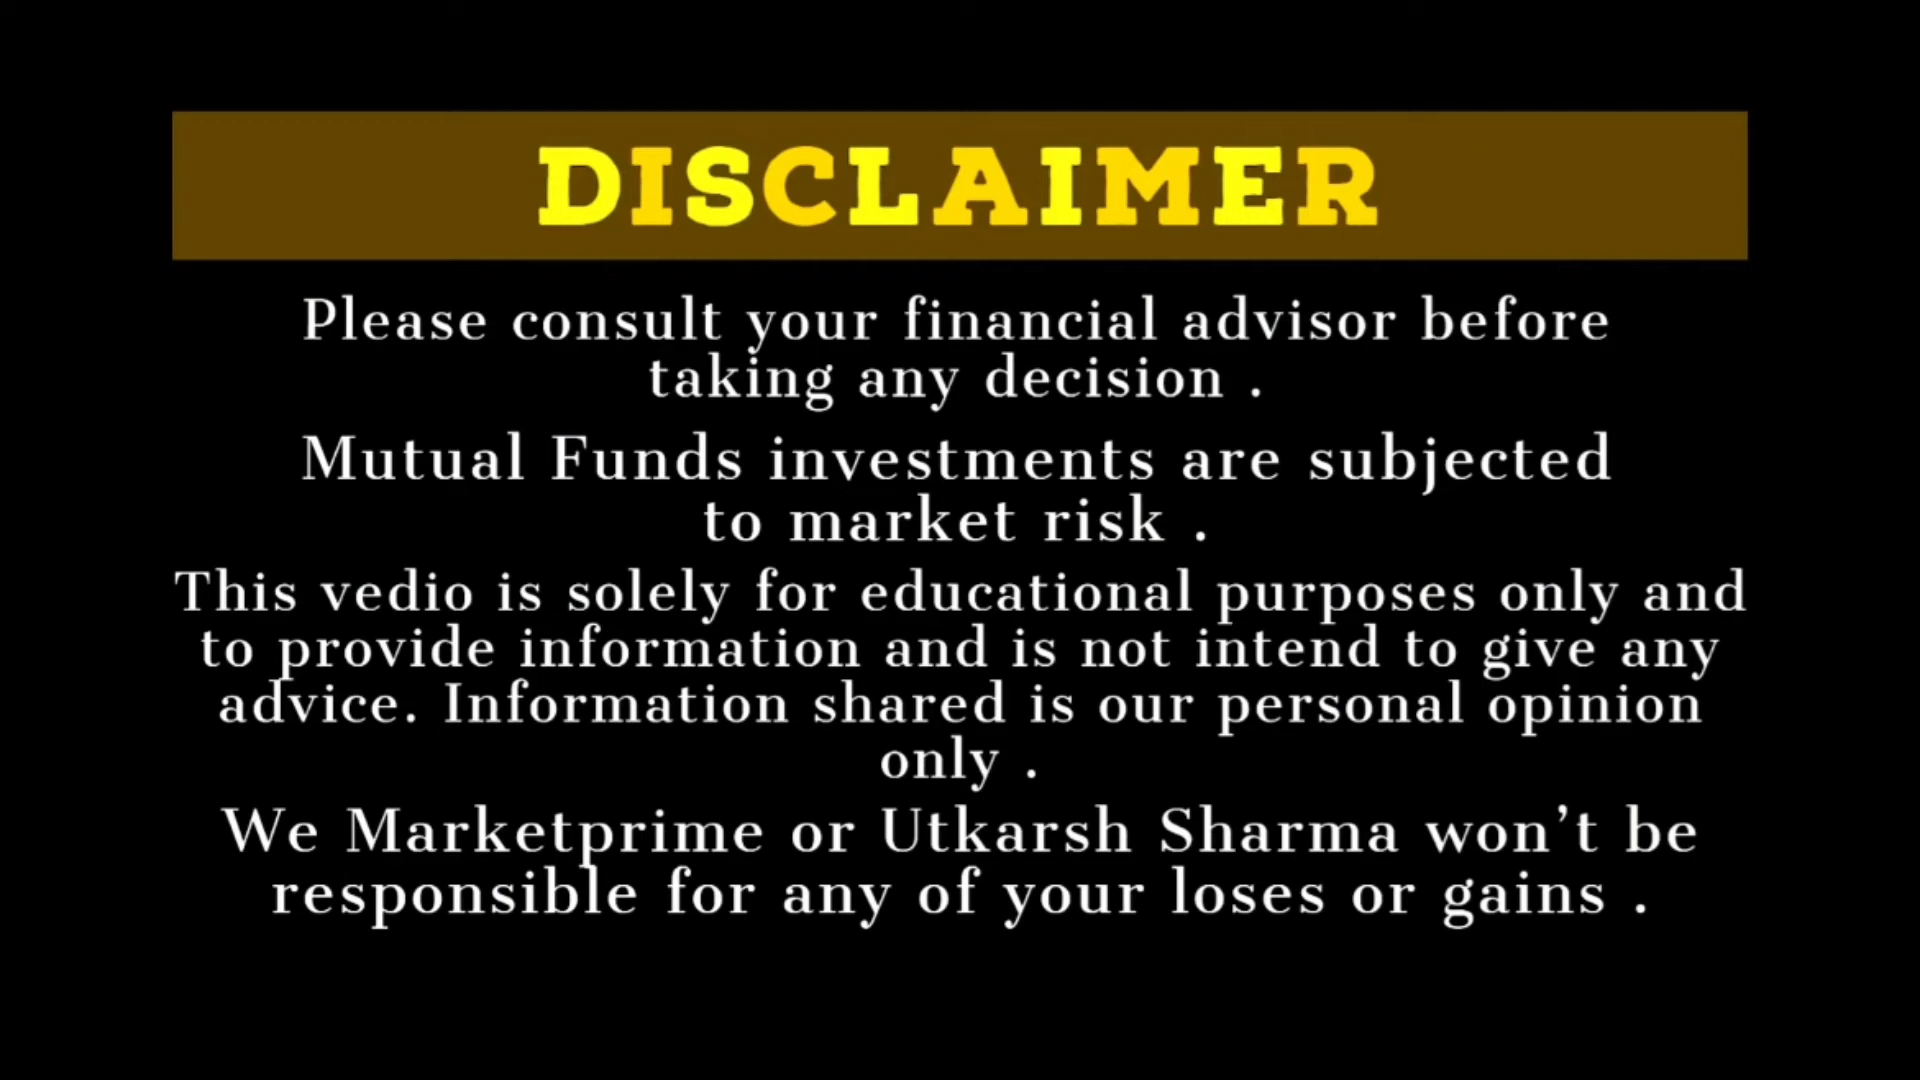 DISCLAIMER
Please consult your financial advisor before
taking any decision .
Mutual Funds investments are subjected
to market risk .
This vedio is solely for educational purposes only and
to provide information and is not intend to give any
advice. Information shared is our personal opinion
only .
We Marketprime or Utkarsh Sharma won’t be
responsible for any of your loses or gains .